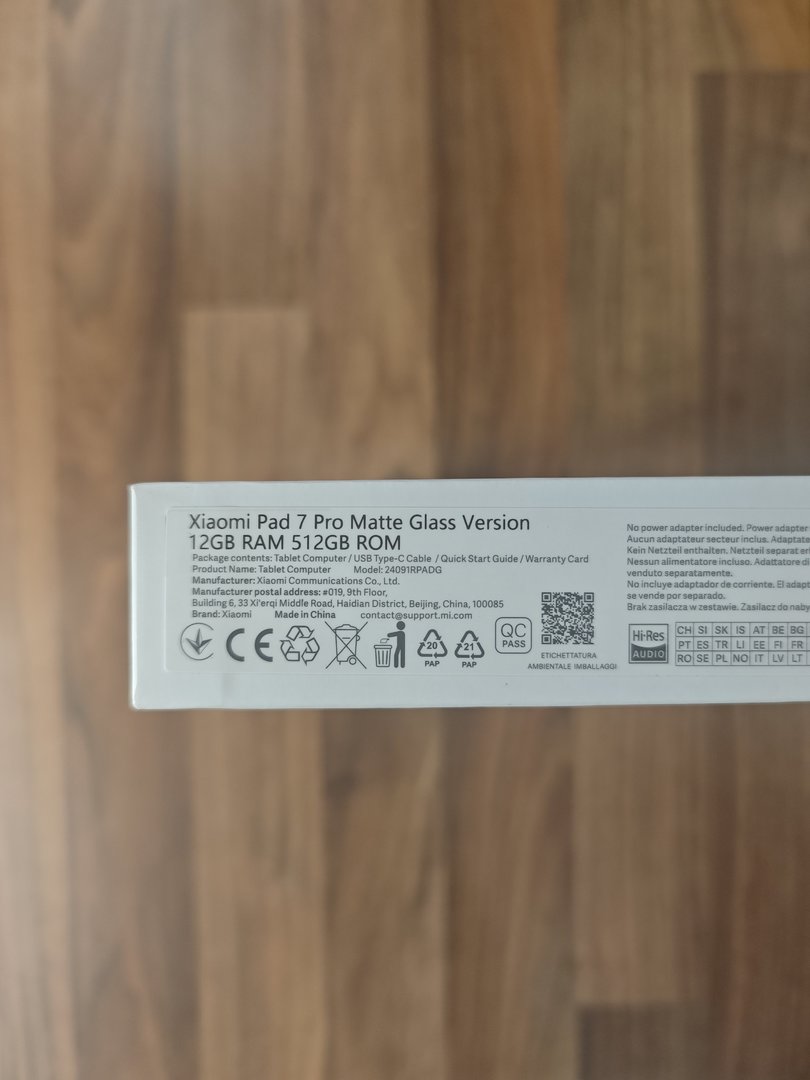 Xiaomi Pad 7 Pro Matte Glass Version
12GB RAM 512GB ROM
Package contents: Tablet Computer / USB Type-C Cable / Quick Start Guide / Warranty Card
Product Name: Tablet Computer Model: 24091RPADG
Manufacturer: Xiaomi Communications Co., Ltd.
Manufacturer postal address: #019, 9th Floor,
Building 6, 33 Xi'erqi Middle Road, Haidian District, Beijing, China, 100085
Brand: Xiaomi Made in China contact@support.mi.com
CE
20
PAP
21
PAP
QC
PASS
ETICHETTATURA
AMBIENTALE IMBALLAGGI
No power adapter included. Power adapter
Aucun adaptateur secteur inclus.
Kein Netzteil enthalten. Netzteil separat
Nessun alimentatore incluso. Adattatore di
venduto separatamente.
No incluye adaptador de corriente. El
se vende por separado.
Brak zasilacza w zestawie. Zasilacz do
Hi-Res
AUDIO
CH SI SK IS AT BE BG
PT ES TR LI EE FI FR
RO SE PL NO IT LV LT